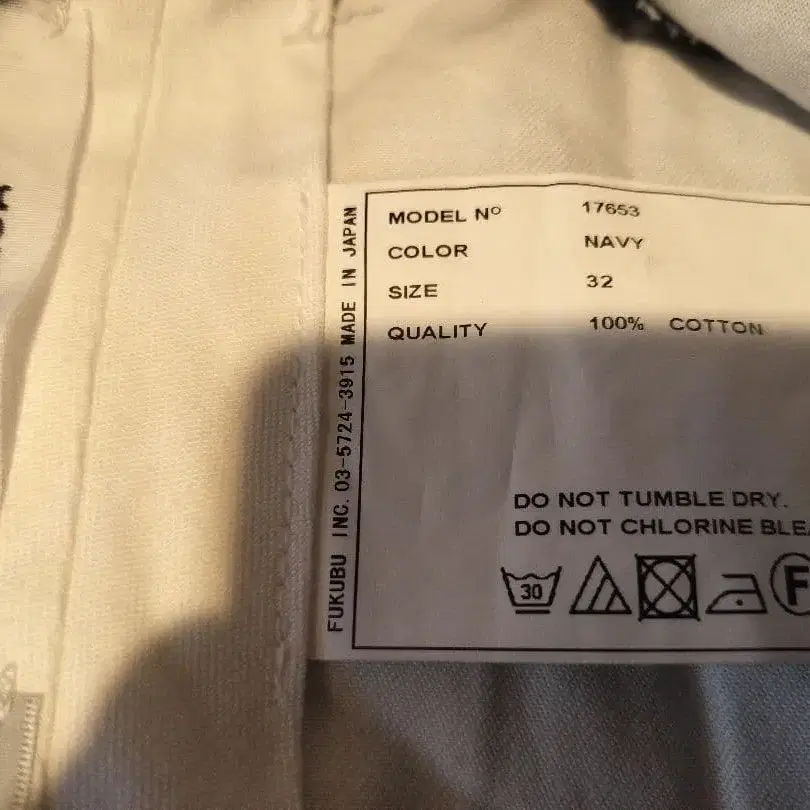 MODEL Nº 17653
COLOR NAVY
SIZE 32
QUALITY 100% COTTON
DO NOT TUMBLE DRY.
DO NOT CHLORINE
30
F
FUKUBU INC. 03-5724-3915 MADE IN JAPAN